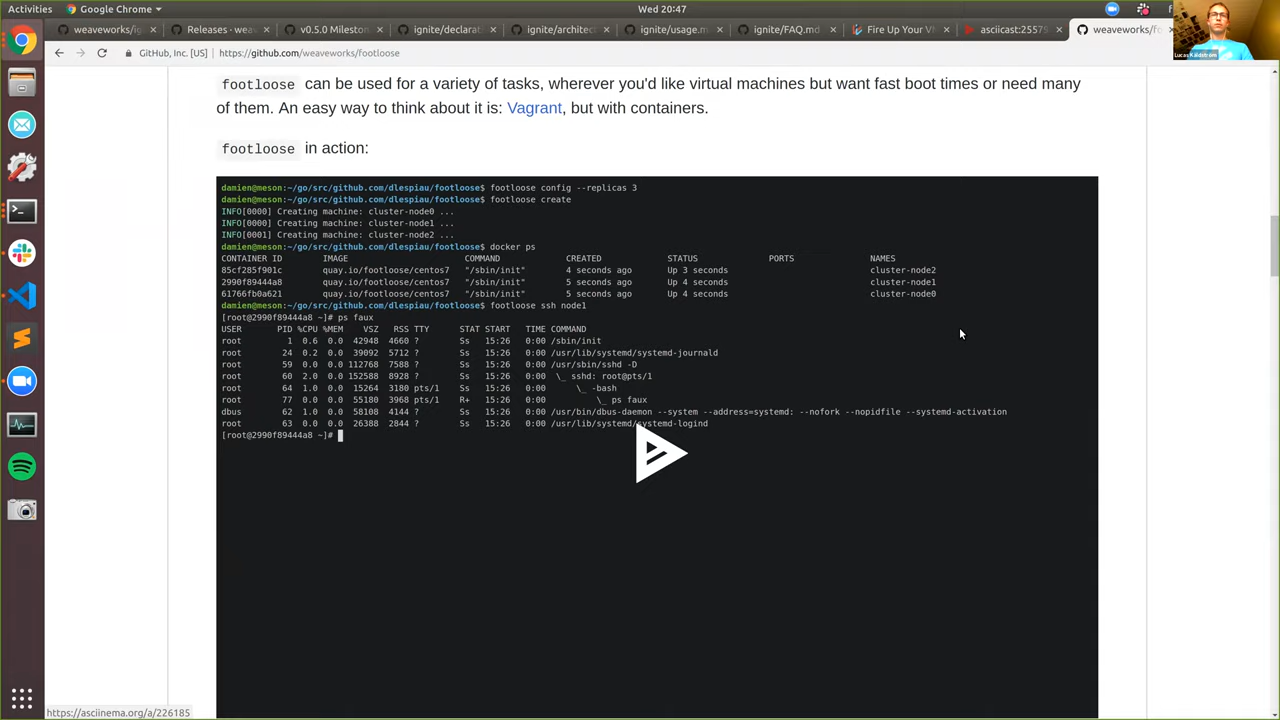 Activities Google Chrome Wed 20:47
weaveworks/ig Releases · weav v0.5.0 Mileston ignite/declarat ignite/architec ignite/usage.m ignite/FAQ.md Fire Up Your VM asciicast:25579 weaveworks/fo
GitHub, Inc. [US] https://github.com/weaveworks/footloose
Lucas Käldström
footloose can be used for a variety of tasks, wherever you'd like virtual machines but want fast boot times or need many
of them. An easy way to think about it is: Vagrant, but with containers.
footloose in action:
damien@meson:~/go/src/github.com/dlespiau/footloose$ footloose config --replicas 3
damien@meson:~/go/src/github.com/dlespiau/footloose$ footloose create
INFO[0000] Creating machine: cluster-node0 ...
INFO[0000] Creating machine: cluster-node1 ...
INFO[0001] Creating machine: cluster-node2 ...
damien@meson:~/go/src/github.com/dlespiau/footloose$ docker ps
CONTAINER ID IMAGE COMMAND CREATED STATUS PORTS NAMES
85cf285f901c quay.io/footloose/centos7 "/sbin/init" 4 seconds ago Up 3 seconds cluster-node2
2990f89444a8 quay.io/footloose/centos7 "/sbin/init" 5 seconds ago Up 4 seconds cluster-node1
61766fb0a621 quay.io/footloose/centos7 "/sbin/init" 5 seconds ago Up 4 seconds cluster-node0
damien@meson:~/go/src/github.com/dlespiau/footloose$ footloose ssh node1
[root@2990f89444a8 ~]# ps faux
USER PID %CPU %MEM VSZ RSS TTY STAT START TIME COMMAND
root 1 0.6 0.0 42948 4660 ? Ss 15:26 0:00 /sbin/init
root 24 0.2 0.0 39092 5712 ? Ss 15:26 0:00 /usr/lib/systemd/systemd-journald
root 59 0.0 0.0 112768 7588 ? Ss 15:26 0:00 /usr/sbin/sshd -D
root 60 2.0 0.0 152588 8928 ? Ss 15:26 0:00 \_ sshd: root@pts/1
root 64 1.0 0.0 15264 3180 pts/1 Ss 15:26 0:00 \_ -bash
root 77 0.0 0.0 55180 3968 pts/1 R+ 15:26 0:00 \_ ps faux
dbus 62 1.0 0.0 58108 4144 ? Ss 15:26 0:00 /usr/bin/dbus-daemon --system --address=systemd: --nofork --nopidfile --systemd-activation
root 63 0.0 0.0 26388 2844 ? Ss 15:26 0:00 /usr/lib/systemd/systemd-logind
[root@2990f89444a8 ~]#
https://asciinema.org/a/226185